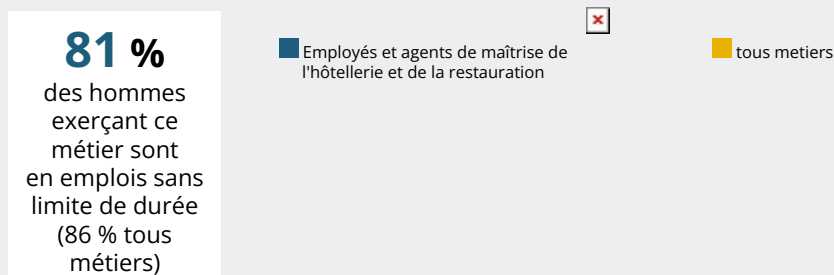 81 %
des hommes
exerçant ce
métier sont
en emplois sans
limite de durée
(86 % tous
métiers)
Employés et agents de maîtrise de
l'hôtellerie et de la restauration
tous metiers